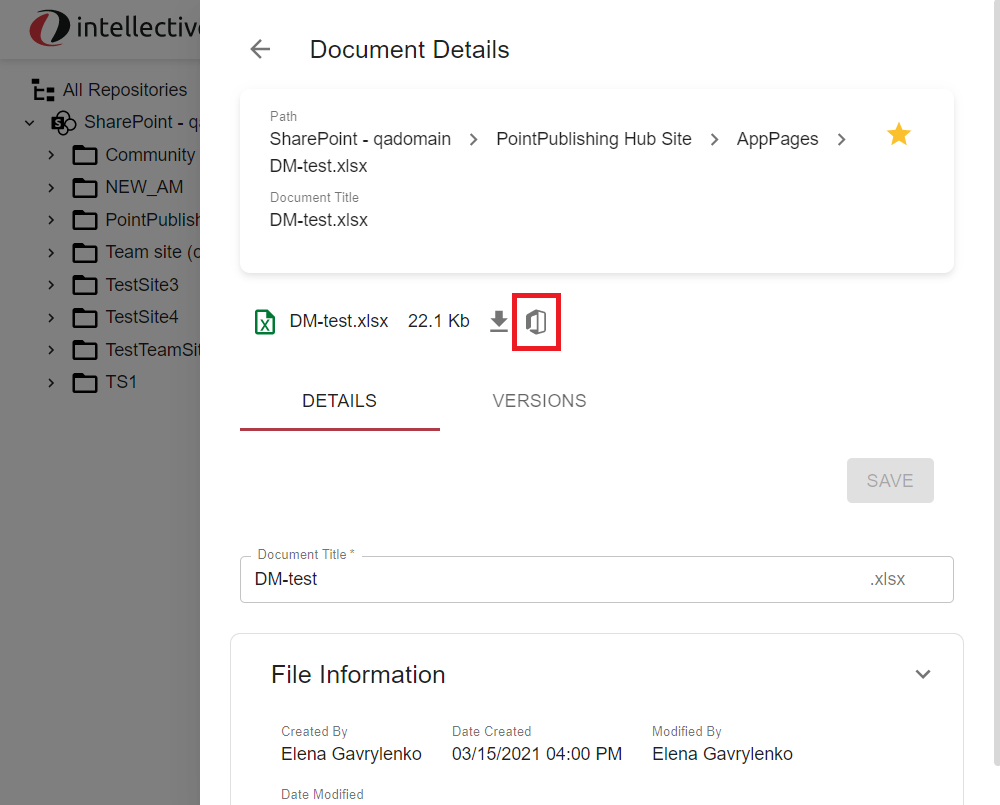 intellective
Document Details
All Repositories
SharePoint - qa
Community
NEW_AM
PointPublish
Team site (c
TestSite3
TestSite4
TestTeamSit
TS1
Path
SharePoint - qadomain > PointPublishing Hub Site > AppPages >
DM-test.xlsx
Document Title
DM-test.xlsx
DM-test.xlsx 22.1 Kb
DETAILS VERSIONS
SAVE
Document Title *
DM-test .xlsx
File Information
Created By Date Created Modified By
Elena Gavrylenko 03/15/2021 04:00 PM Elena Gavrylenko
Date Modified